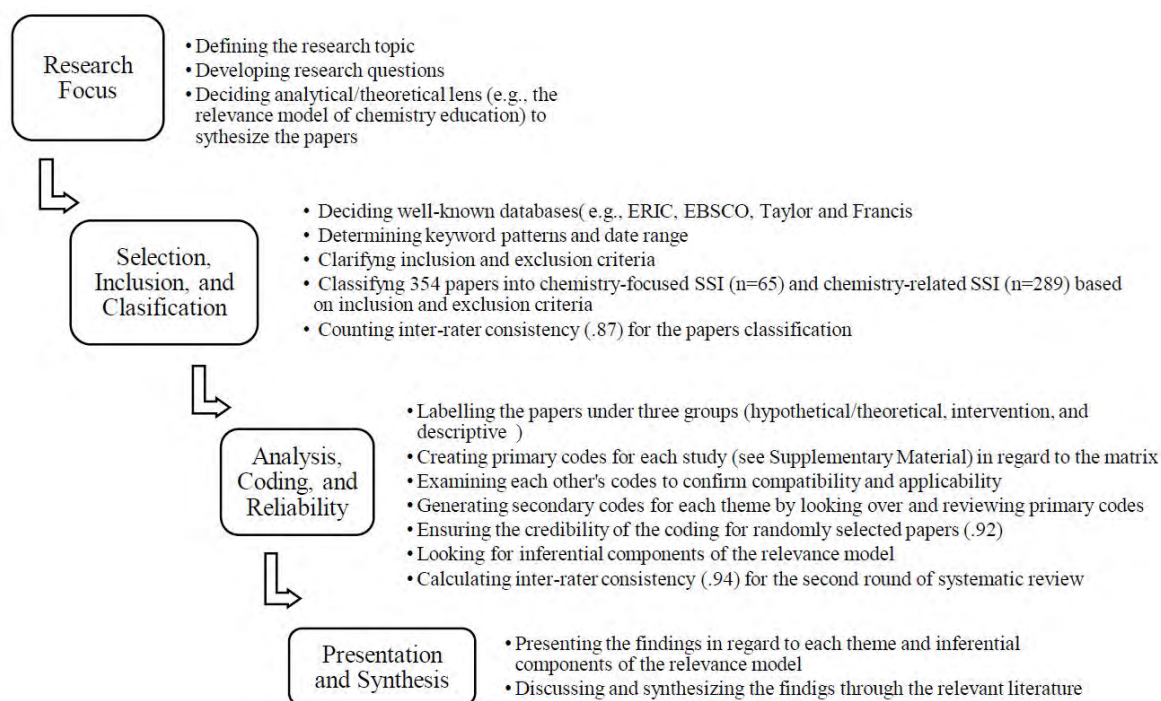 Research
Focus
• Defining the research topic
• Developing research questions
• Deciding analytical/theoretical lens (e.g., the
relevance model of chemistry education) to
sythesize the papers
Selection,
Inclusion, and
Clasification
• Deciding well-known databases( e.g., ERIC, EBSCO, Taylor and Francis
• Determining keyword patterns and date range
• Clarifyng inclusion and exclusion criteria
• Classifyng 354 papers into chemistry-focused SSI (n=65) and chemistry-related SSI (n=289) based
on inclusion and exclusion criteria
• Counting inter-rater consistency (.87) for the papers classification
Analysis,
Coding, and
Reliability
• Labelling the papers under three groups (hypothetical/theoretical, intervention, and
descriptive )
• Creating primary codes for each study (see Supplementary Material) in regard to the matrix
• Examining each other's codes to confirm compatibility and applicability
• Generating secondary codes for each theme by looking over and reviewing primary codes
• Ensuring the credibility of the coding for randomly selected papers (.92)
• Looking for inferential components of the relevance model
• Calculating inter-rater consistency (.94) for the second round of systematic review
Presentation
and Synthesis
• Presenting the findings in regard to each theme and inferential
components of the relevance model
• Discussing and synthesizing the findigs through the relevant literature